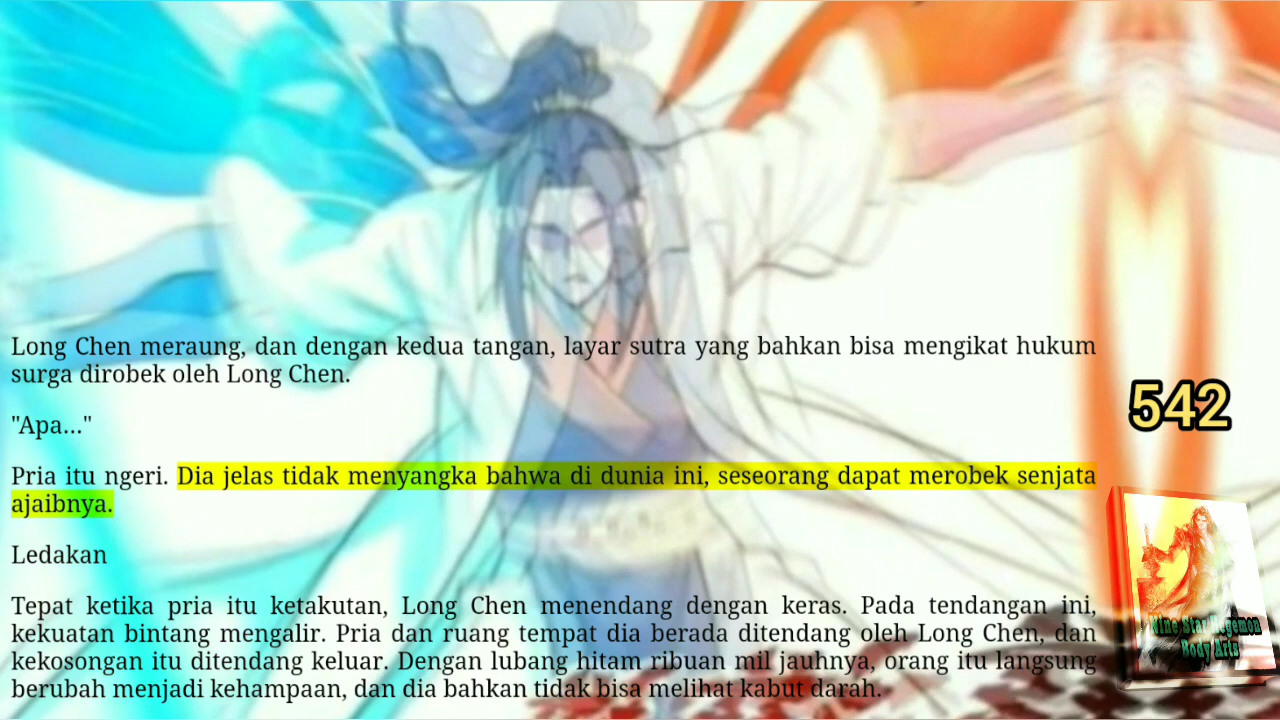 Long Chen meraung, dan dengan kedua tangan, layar sutra yang bahkan bisa mengikat hukum
surga dirobek oleh Long Chen.
"Apa..."
Pria itu ngeri. Dia jelas tidak menyangka bahwa di dunia ini, seseorang dapat merobek senjata
ajaibnya.
Ledakan
Tepat ketika pria itu ketakutan, Long Chen menendang dengan keras. Pada tendangan ini,
kekuatan bintang mengalir. Pria dan ruang tempat dia berada ditendang oleh Long Chen, dan
kekosongan itu ditendang keluar. Dengan lubang hitam ribuan mil jauhnya, orang itu langsung
berubah menjadi kehampaan, dan dia bahkan tidak bisa melihat kabut darah.
542
Nine Star Hegemon
Body Arts